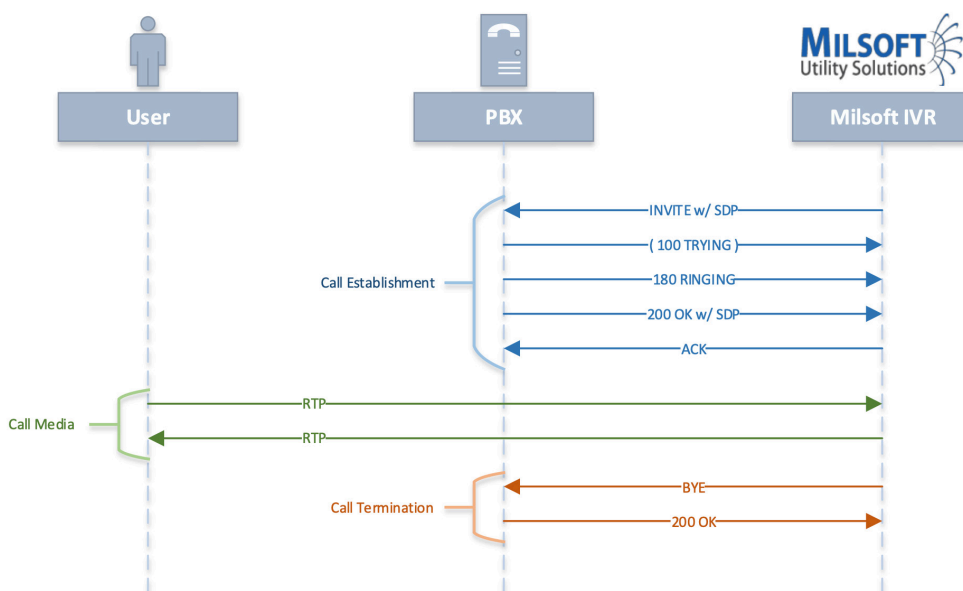 MILSOFT
Utility Solutions
User
PBX
Milsoft IVR
INVITE w/ SDP
( 100 TRYING )
Call Establishment
180 RINGING
200 OK w/ SDP
ACK
RTP
Call Media
RTP
BYE
Call Termination
200 OK